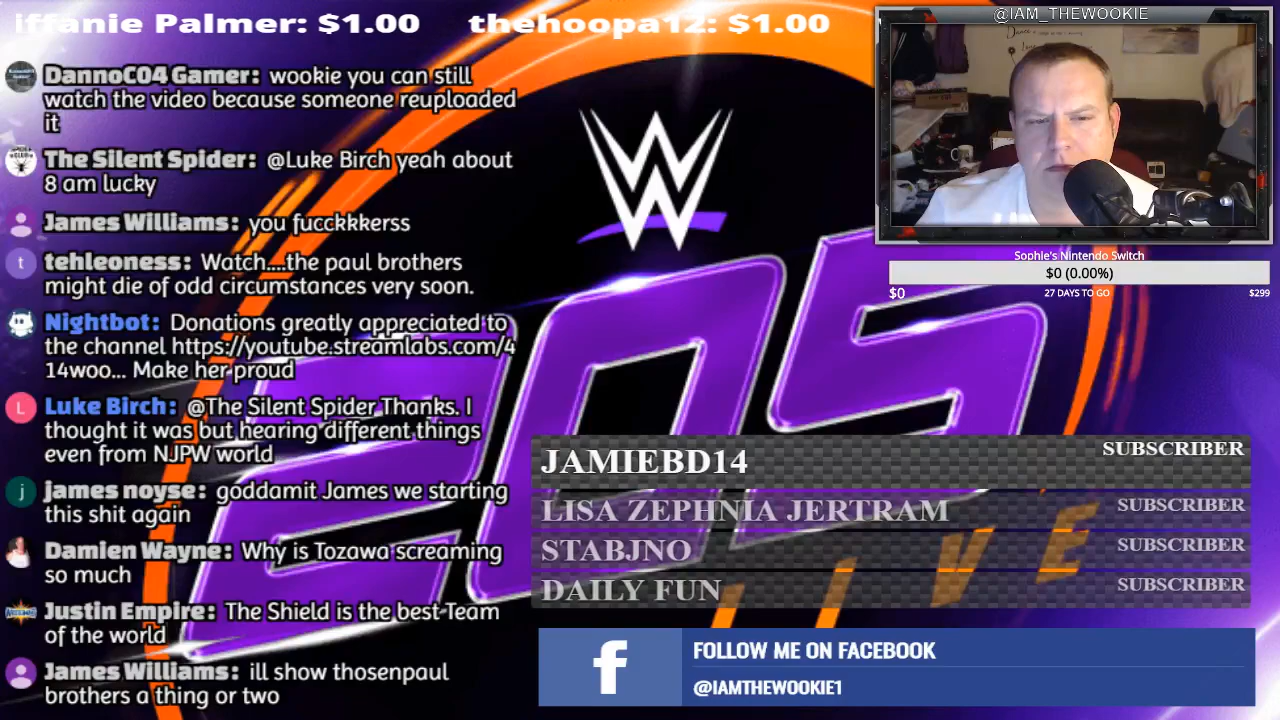 iffanie Palmer: $1.00 thehoopa12: $1.00
@IAM_THEWOOKIE
DannoC04 Gamer: wookie you can still
watch the video because someone reuploaded
it
The Silent Spider: @Luke Birch yeah about
8 am lucky
James Williams: you fucckkkerss
tehleoness: Watch....the paul brothers
might die of odd circumstances very soon.
Nightbot: Donations greatly appreciated to
the channel https://youtube.streamlabs.com/4
14woo... Make her proud
Luke Birch: @The Silent Spider Thanks. I
thought it was but hearing different things
even from NJPW world
james noyse: goddamit James we starting
this shit again
Damien Wayne: Why is Tozawa screaming
so much
Justin Empire: The Shield is the best Team
of the world
James Williams: ill show thosenpaul
brothers a thing or two
W
205
LIVE
Sophie's Nintendo Switch
$0 (0.00%)
$0 27 DAYS TO GO $299
JAMIEBD14 SUBSCRIBER
LISA ZEPHNIA JERTRAM SUBSCRIBER
STABJNO SUBSCRIBER
DAILY FUN SUBSCRIBER
f
FOLLOW ME ON FACEBOOK
@IAMTHEWOOKIE1